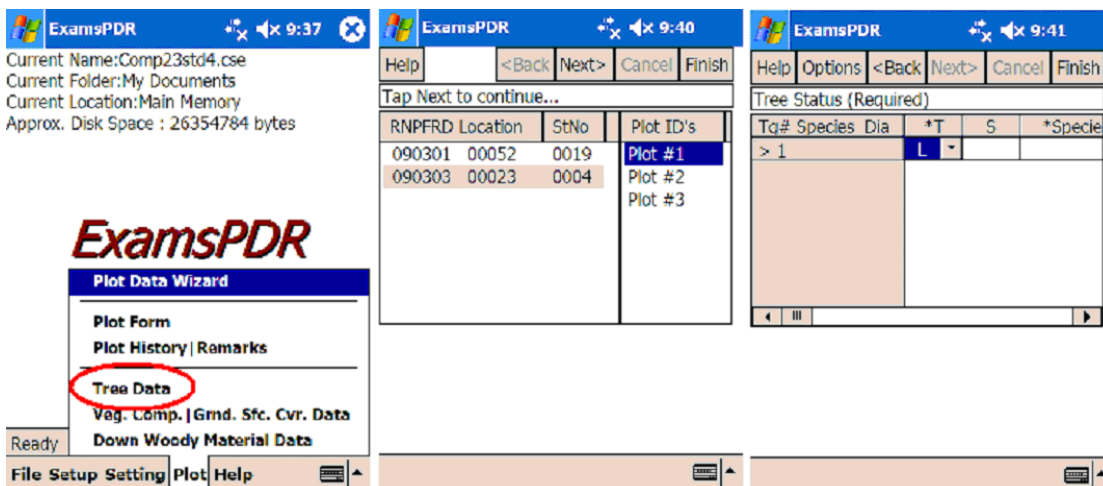 ExamsPDR 9:37
Current Name:Comp23std4.cse
Current Folder:My Documents
Current Location:Main Memory
Approx. Disk Space : 26354784 bytes
ExamsPDR
Plot Data Wizard
Plot Form
Plot History|Remarks
Tree Data
Veg. Comp.|Grnd. Sfc. Cvr. Data
Down Woody Material Data
Ready
File Setup Setting Plot Help
ExamsPDR 9:40
Help <Back Next> Cancel Finish
Tap Next to continue...
RNPFRD Location StNo Plot ID's
090301 00052 0019 Plot #1
090303 00023 0004 Plot #2
Plot #3
ExamsPDR 9:41
Help Options <Back Next> Cancel Finish
Tree Status (Required)
Tg# Species Dia *T S *Specie
> 1 L